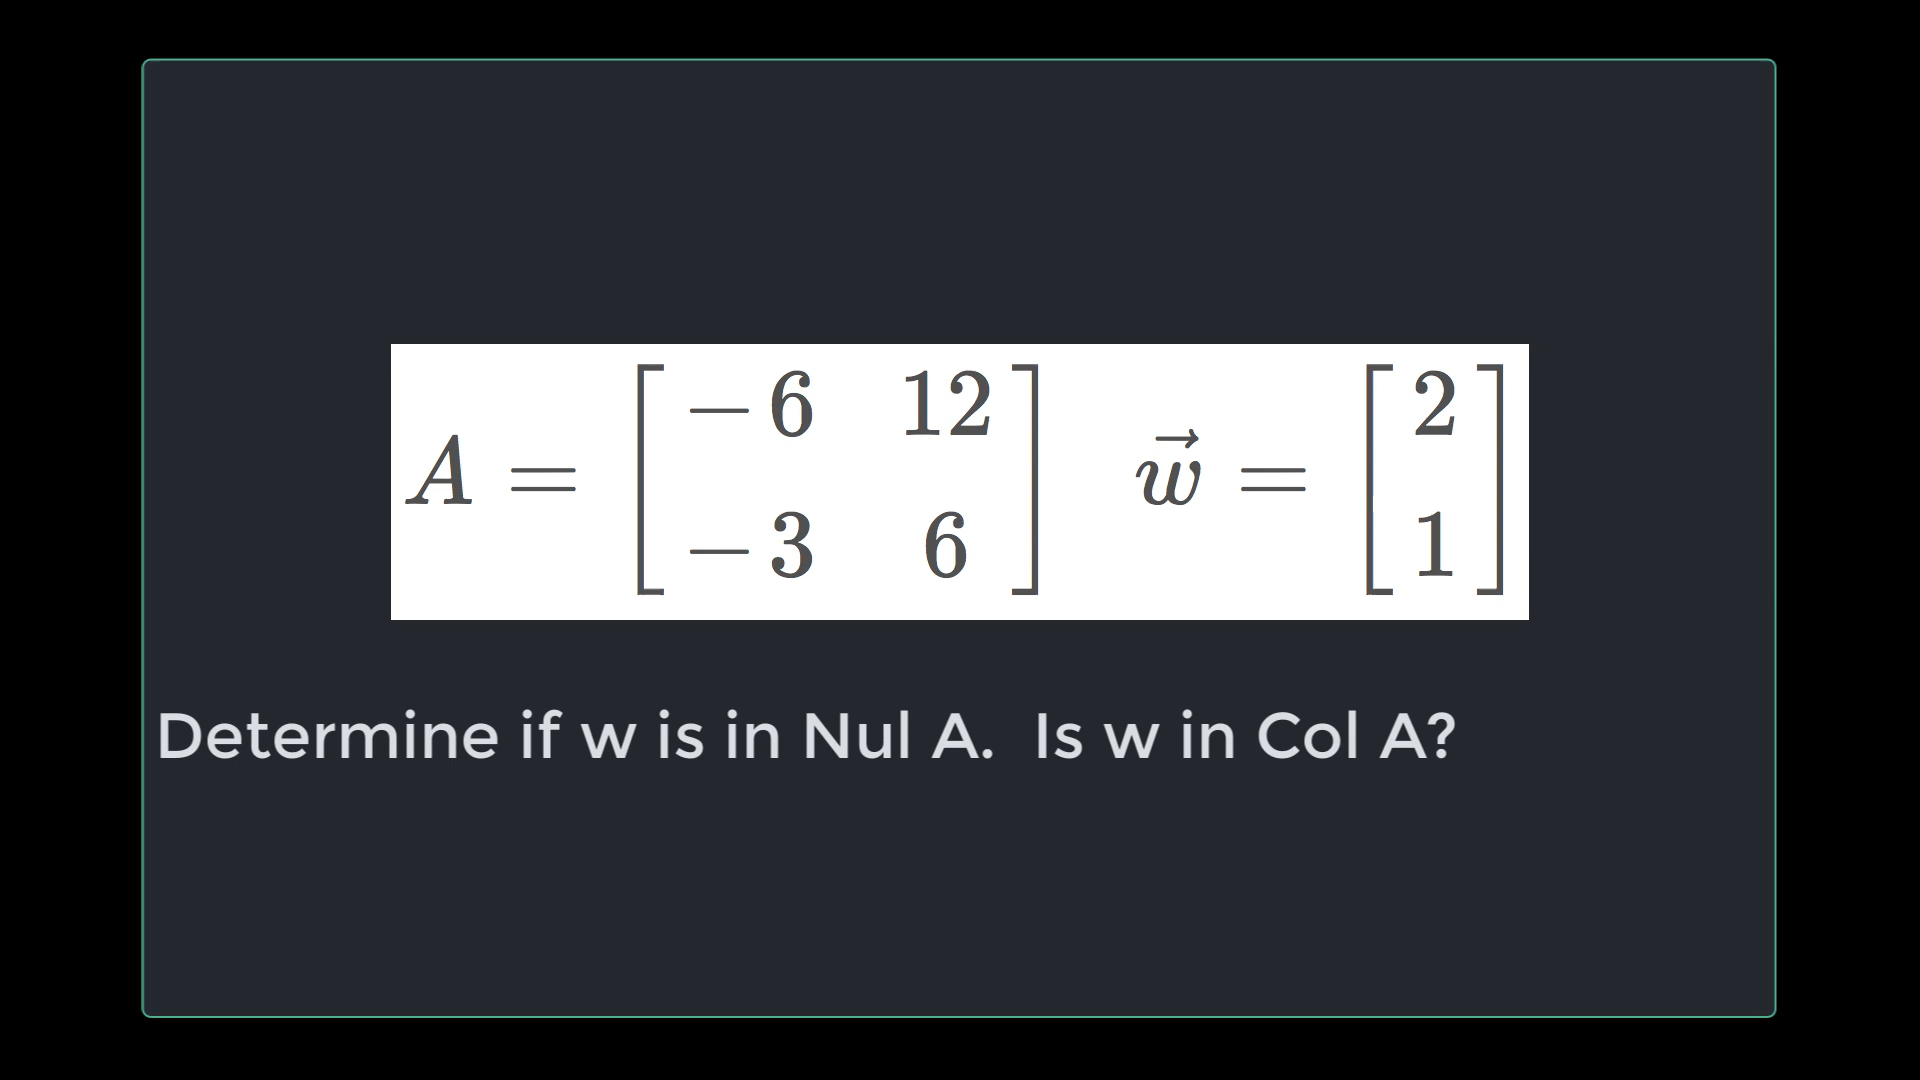 A = [ −6 12 ; −3 6 ]   w⃗ = [ 2 ; 1 ]
Determine if w is in Nul A. Is w in Col A?